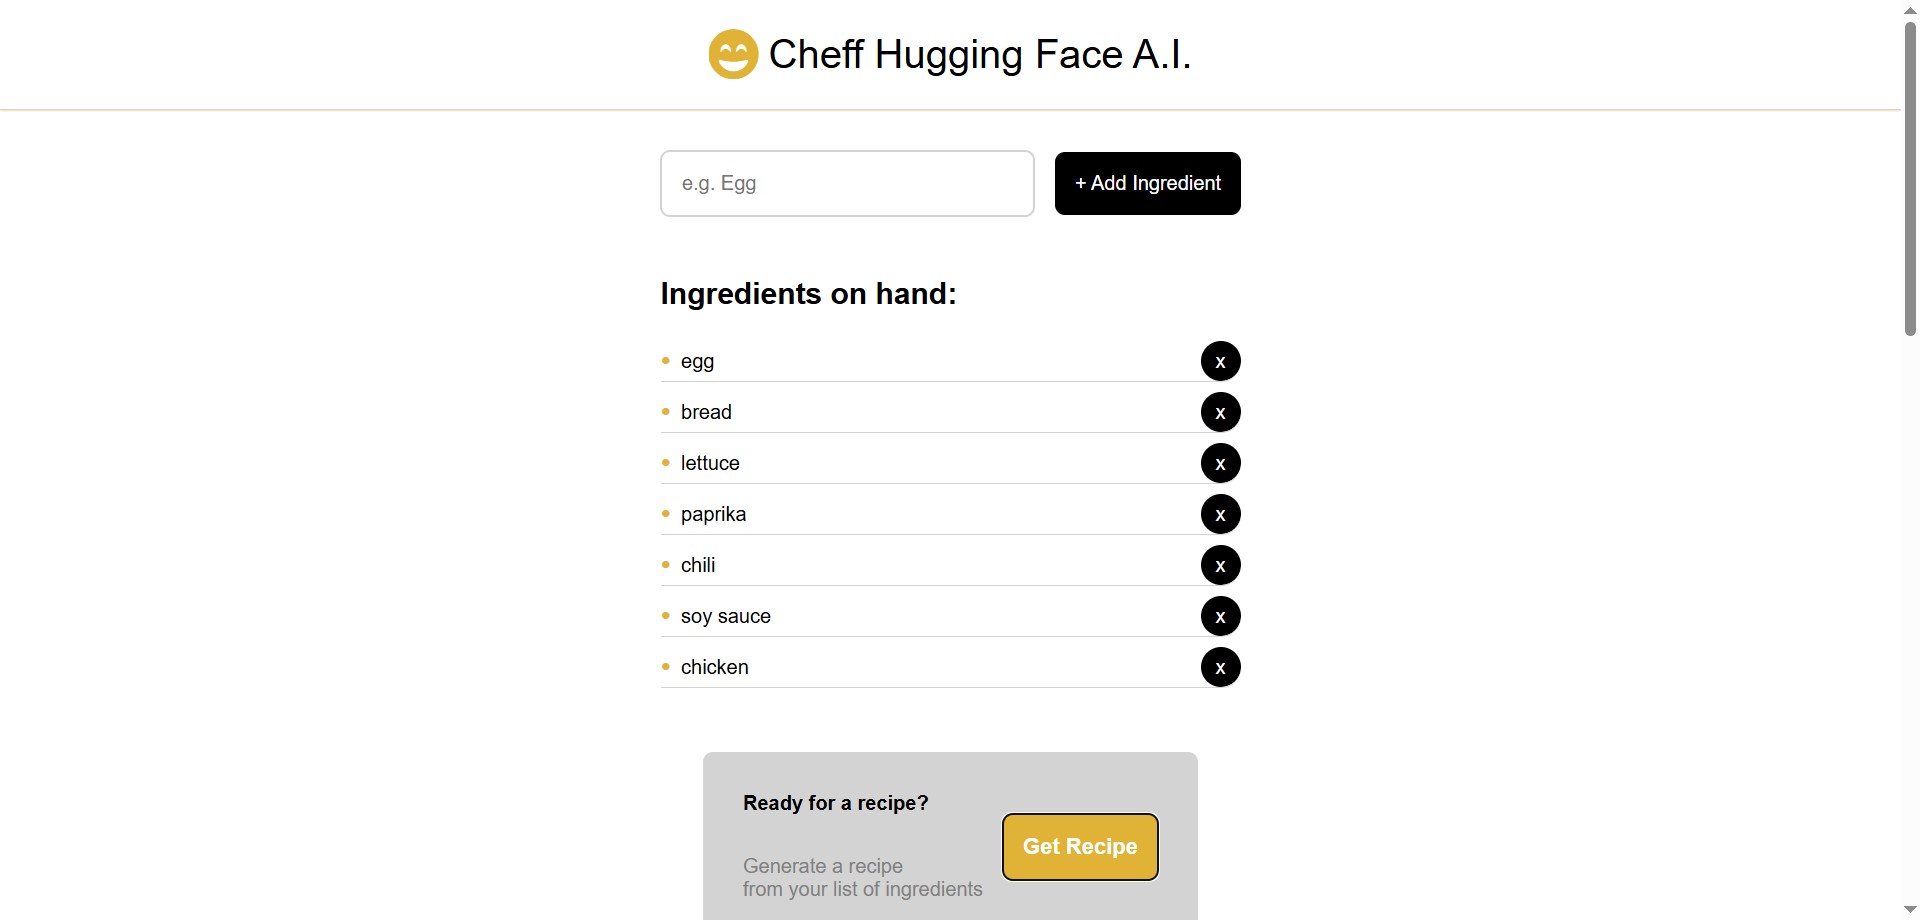 Cheff Hugging Face A.I.
e.g. Egg
+ Add Ingredient
Ingredients on hand:
• egg
x
• bread
x
• lettuce
x
• paprika
x
• chili
x
• soy sauce
x
• chicken
x
Ready for a recipe?
Get Recipe
Generate a recipe
from your list of ingredients